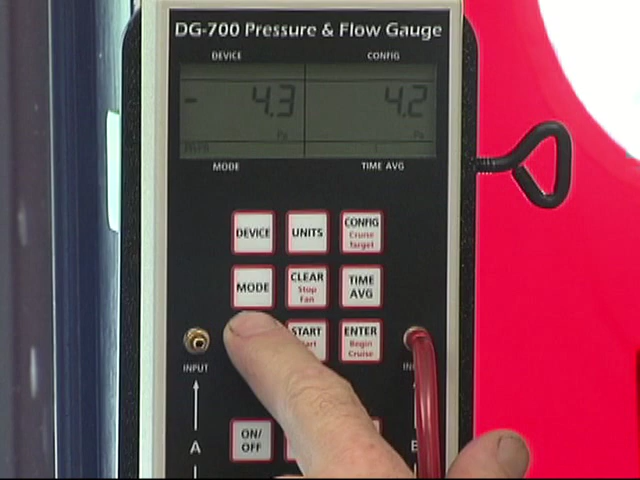 DG-700 Pressure & Flow Gauge
DEVICE CONFIG
- 4.3 4.2
Pa Pa
MODE TIME AVG
DEVICE UNITS CONFIG
Cruise
Target
MODE CLEAR
Stop
Fan
TIME
AVG
START ENTER
Begin
Cruise
INPUT
A
ON/
OFF